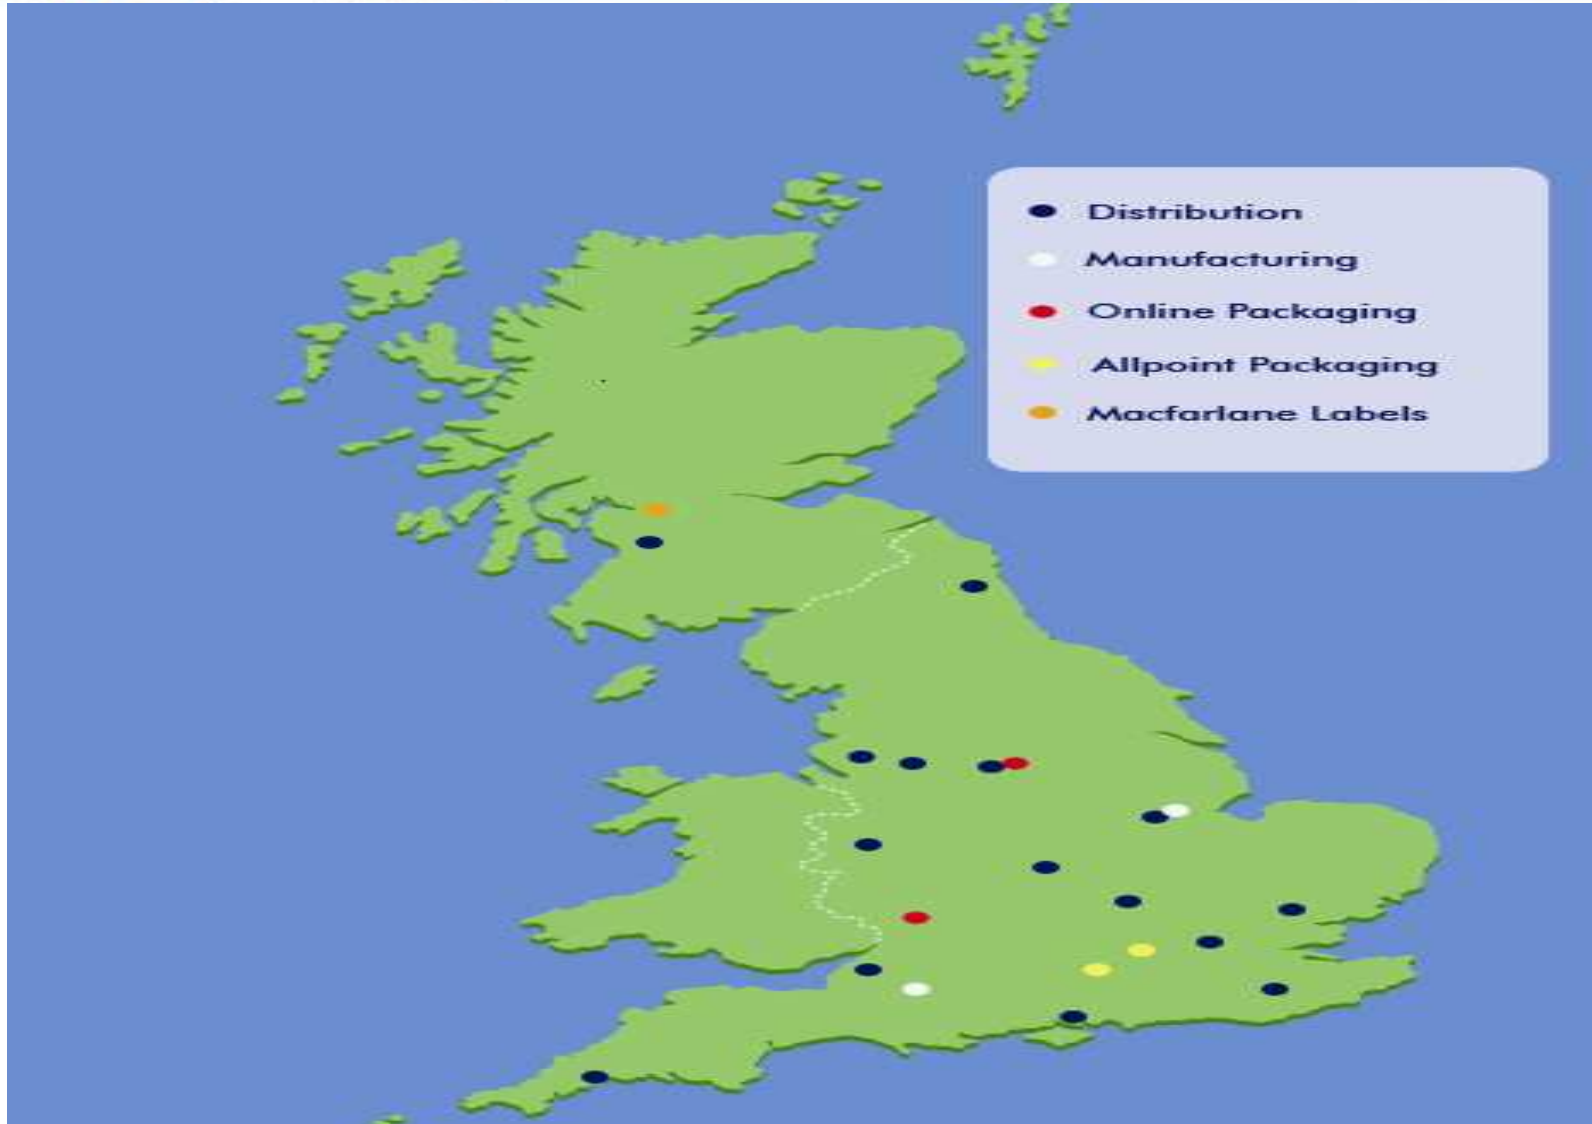 Distribution
Manufacturing
Online Packaging
Allpoint Packaging
Macfarlane Labels